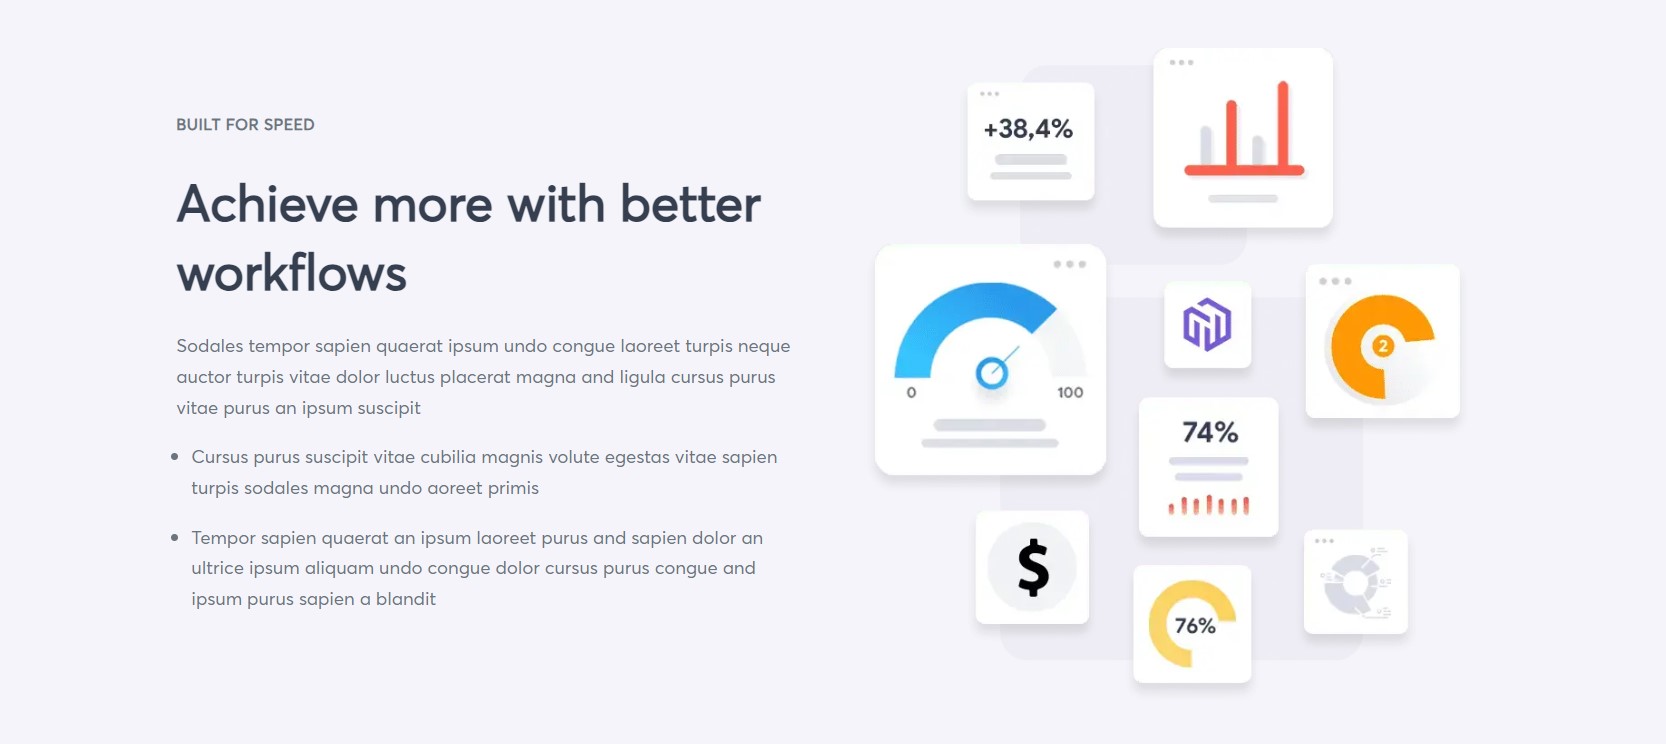 BUILT FOR SPEED
Achieve more with better
workflows
Sodales tempor sapien quaerat ipsum undo congue laoreet turpis neque
auctor turpis vitae dolor luctus placerat magna and ligula cursus purus
vitae purus an ipsum suscipit
Cursus purus suscipit vitae cubilia magnis volute egestas vitae sapien
turpis sodales magna undo aoreet primis
Tempor sapien quaerat an ipsum laoreet purus and sapien dolor an
ultrice ipsum aliquam undo congue dolor cursus purus congue and
ipsum purus sapien a blandit
+38,4%
0 100
2
74%
$
76%